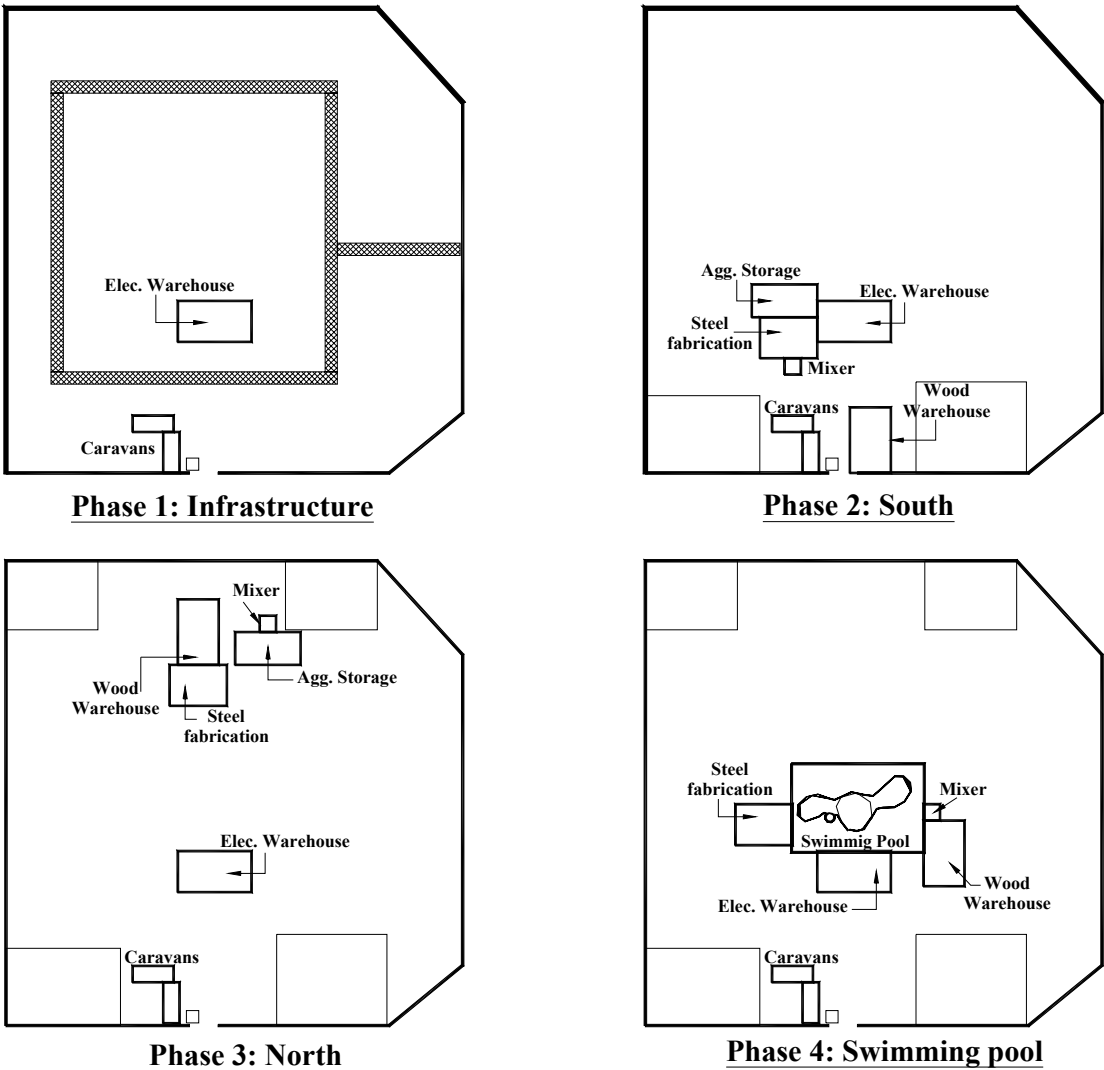 Elec. Warehouse
Caravans
Phase 1: Infrastructure
Agg. Storage
Elec. Warehouse
Steel
fabrication
Mixer
Caravans
Wood
Warehouse
Phase 2: South
Mixer
Agg. Storage
Wood
Warehouse
Steel
fabrication
Elec. Warehouse
Caravans
Phase 3: North
Steel
fabrication
Mixer
Swimmig Pool
Wood
Warehouse
Elec. Warehouse
Caravans
Phase 4: Swimming pool